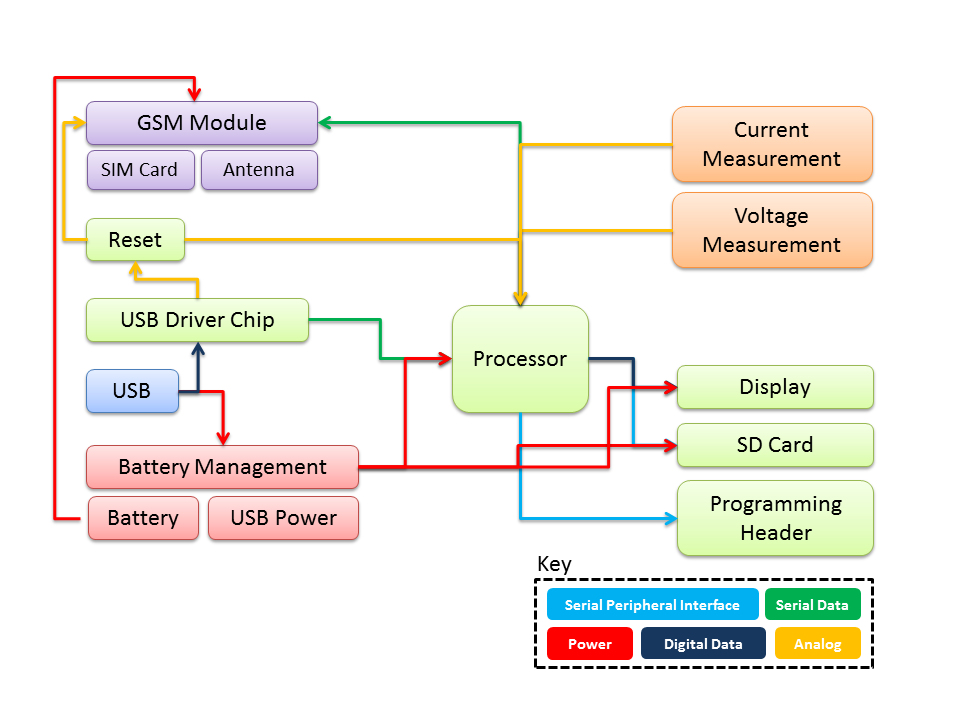 GSM Module
SIM Card
Antenna
Current
Measurement
Voltage
Measurement
Reset
USB Driver Chip
Processor
USB
Display
Battery Management
SD Card
Battery
USB Power
Programming
Header
Key
Serial Peripheral Interface
Serial Data
Power
Digital Data
Analog